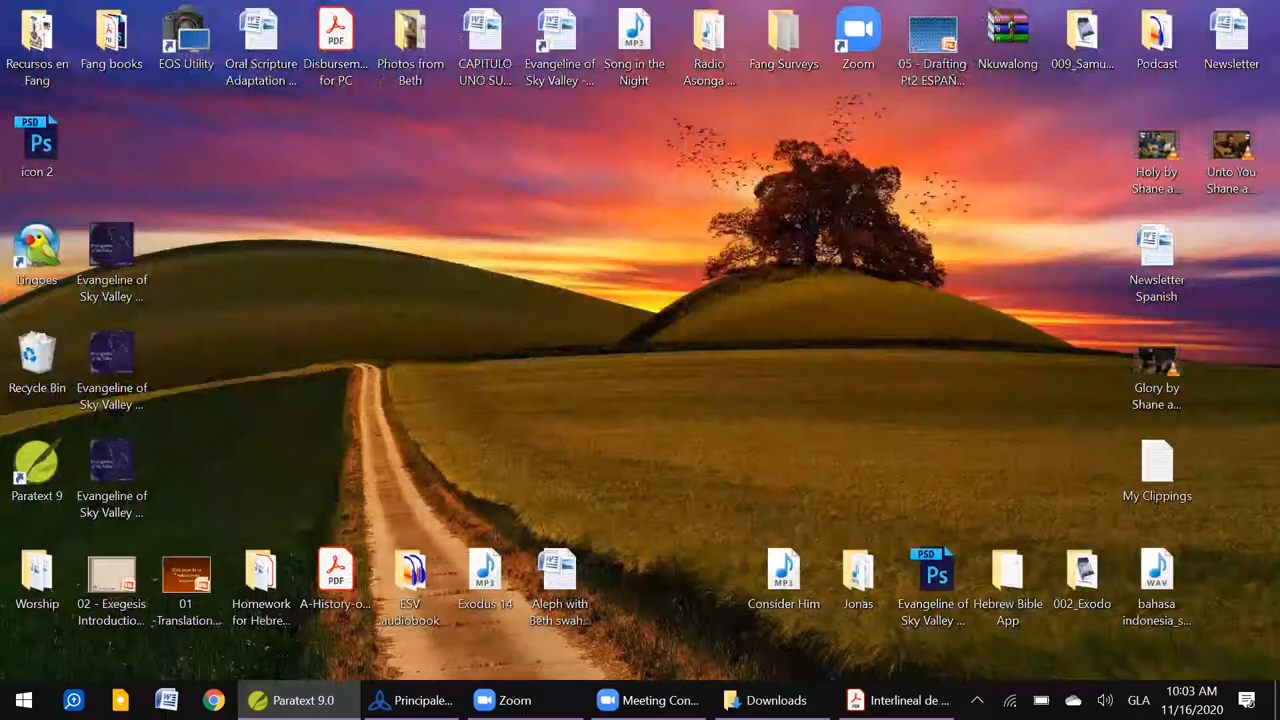 Recursos en
Fang
Fang books
EOS Utility
Oral Scripture
Adaptation ...
Disbursem...
for PC
Photos from
Beth
CAPITULO
UNO SU...
Evangeline of
Sky Valley -...
Song in the
Night
Radio
Asonga ...
Fang Surveys
Zoom
05 - Drafting
Pt2 ESPAÑ...
Nkuwalong
009_Samu...
Podcast
Newsletter
icon 2
Holy by
Shane a...
Unto You
Shane a...
Lingoes
Evangeline of
Sky Valley ...
Newsletter
Spanish
Recycle Bin
Evangeline of
Sky Valley ...
Glory by
Shane a...
Paratext 9
Evangeline of
Sky Valley ...
My Clippings
Worship
02 - Exegesis
Introductio...
01
-Translation...
Homework
for Hebre...
A-History-o...
ESV
audiobook
Exodus 14
Aleph with
Beth swah...
Consider Him
Jonas
Evangeline of
Sky Valley ...
Hebrew Bible
App
002_Exodo
bahasa
indonesia_s...
Paratext 9.0
Principale...
Zoom
Meeting Con...
Downloads
Interlineal de ...
GLA
10:03 AM
11/16/2020